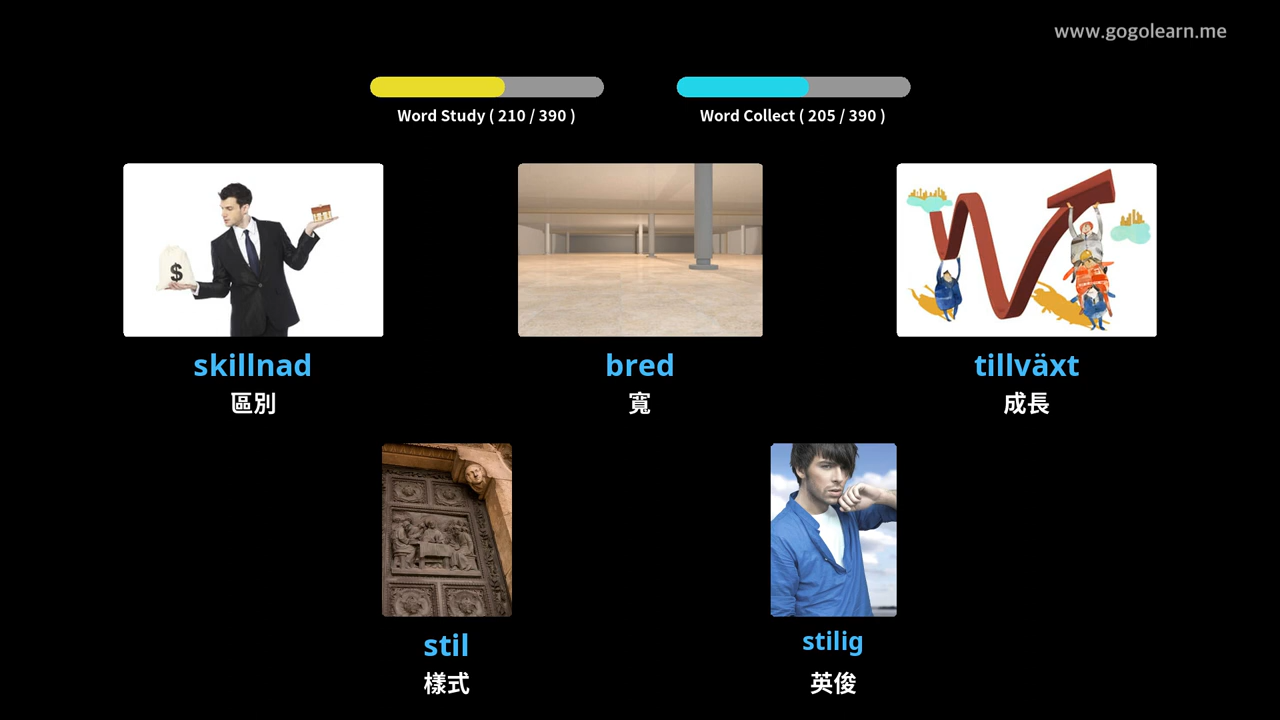 www.gogolearn.me
Word Study ( 210 / 390 )
Word Collect ( 205 / 390 )
$
skillnad
區別
bred
寬
tillväxt
成長
stil
樣式
stilig
英俊